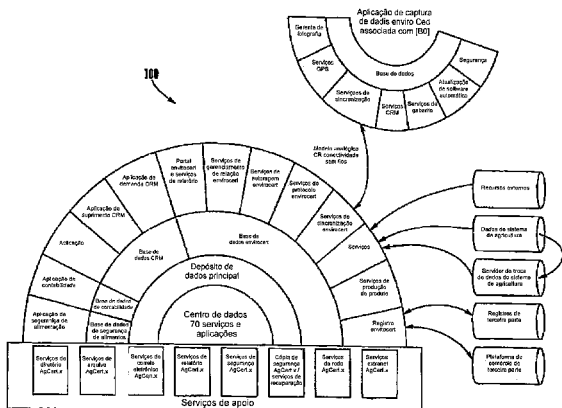 Aplicação de captura
de dadis enviro Ced
associada com [B0]
Gerente de
fotografia
Serviços
GPS
Serviçoes de
sincronização
Serviços
CRM
Serviços de
gabarito
Atualização
de software
automática
Segurança
Base de dados
100
Modelo analógico
CR conectividade
sem fios
Aplicação de
segurança de
alimentação
Aplicação de
contabilidade
Aplicação
Aplicação de
suprimento CRM
Aplicação de
demanda CRM
Portal
envirocert
e serviços
de relatório
Serviços de
gerenciamento
de relação envirocert
Serviços de
envirocert
Serviços do
protocolo envirocert
Serviços de
sincronização
envirocert
Serviços
Serviços de
produção
do produto
Registro
envirocert
Base de
dados CRM
Base de
dados envirocert
Base de dados
de contabilidade
Base de dados
de segurança
de alimentos
Depósito de
dados principal
Centro de dados
70 serviços e
aplicações
Recursos externos
Dados de sistema
de agricultura
Servidor de troca
de dados do sistema
de agricultura
Registros de
terceira parte
Plataforma de
comércio de
terceira parte
Serviços de
diretório
AgCert.x
Serviços de
arquivo
AgCert.x
Serviços de
correio
eletrônico
AgCert.x
Serviços de
relatório
AgCert.x
Serviços de
segurança
AgCert.x
Cópia de
segurança
AgCert.x /
serviços de
recuparação
Serviços
da rede
AgCert.x
Serviços
extranet
AgCert.x
Serviços de apoio